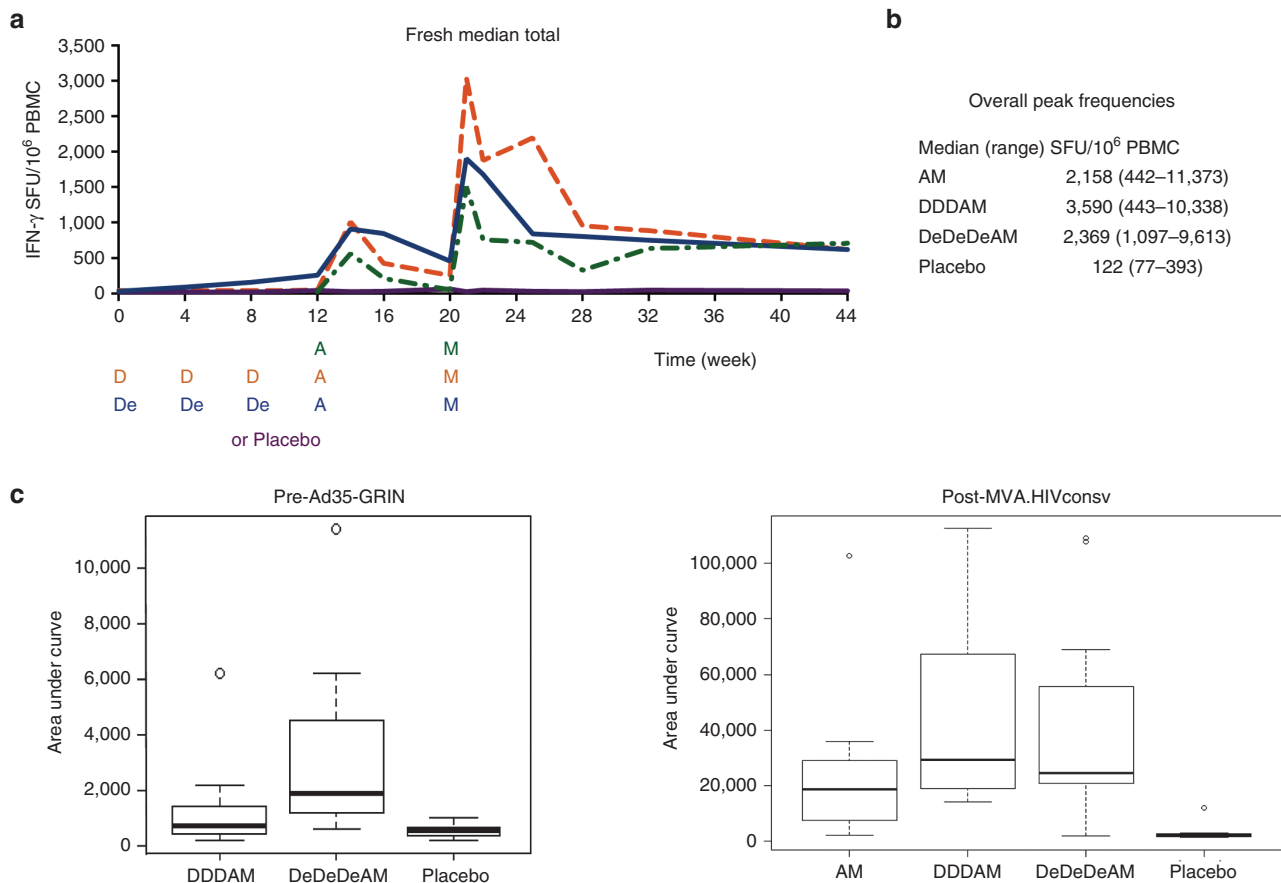 a
Fresh median total
IFN-γ SFU/10⁶ PBMC
3,500
3,000
2,500
2,000
1,500
1,000
500
0
0 4 8 12 16 20 24 28 32 36 40 44
Time (week)
A M
D D D A M
De De De A M
or Placebo
b
Overall peak frequencies
Median (range) SFU/10⁶ PBMC
AM 2,158 (442–11,373)
DDDAM 3,590 (443–10,338)
DeDeDeAM 2,369 (1,097–9,613)
Placebo 122 (77–393)
c
Pre-Ad35-GRIN
Area under curve
10,000
8,000
6,000
4,000
2,000
0
DDDAM DeDeDeAM Placebo
Post-MVA.HIVconsv
Area under curve
100,000
80,000
60,000
40,000
20,000
0
AM DDDAM DeDeDeAM Placebo